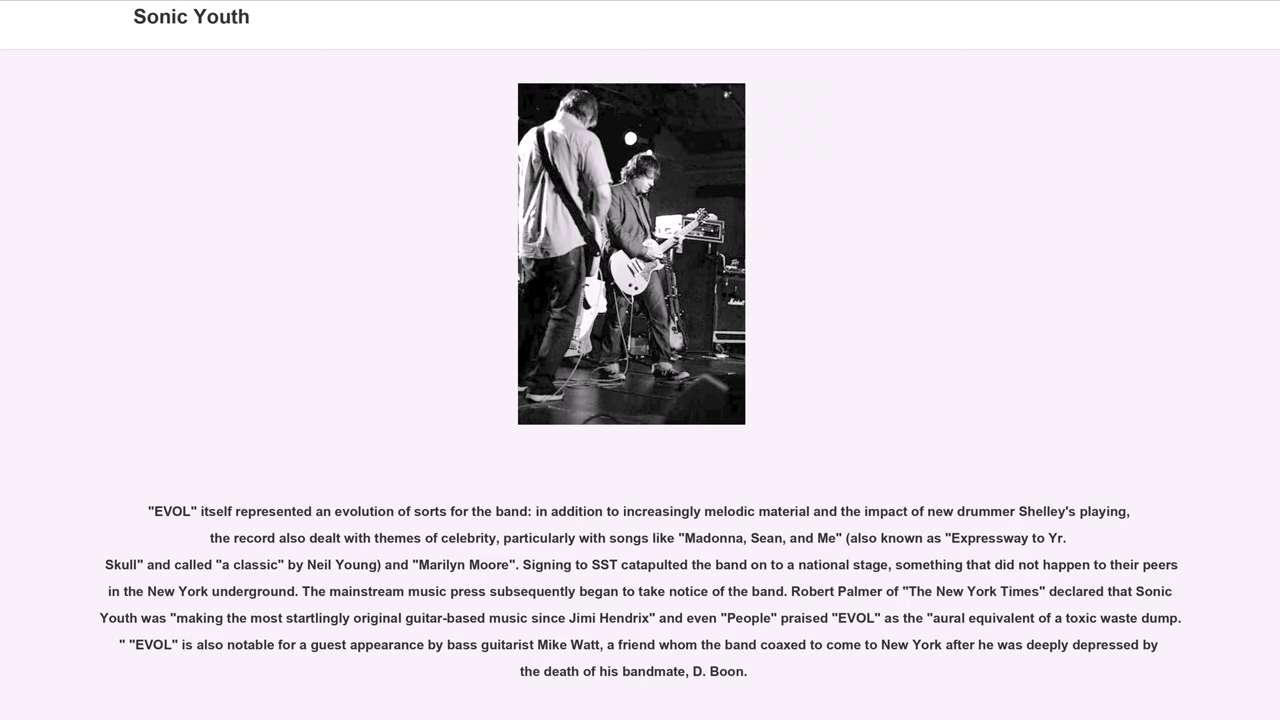 Sonic Youth
"EVOL" itself represented an evolution of sorts for the band: in addition to increasingly melodic material and the impact of new drummer Shelley's playing,
the record also dealt with themes of celebrity, particularly with songs like "Madonna, Sean, and Me" (also known as "Expressway to Yr.
Skull" and called "a classic" by Neil Young) and "Marilyn Moore". Signing to SST catapulted the band on to a national stage, something that did not happen to their peers
in the New York underground. The mainstream music press subsequently began to take notice of the band. Robert Palmer of "The New York Times" declared that Sonic
Youth was "making the most startlingly original guitar-based music since Jimi Hendrix" and even "People" praised "EVOL" as the "aural equivalent of a toxic waste dump.
" "EVOL" is also notable for a guest appearance by bass guitarist Mike Watt, a friend whom the band coaxed to come to New York after he was deeply depressed by
the death of his bandmate, D. Boon.